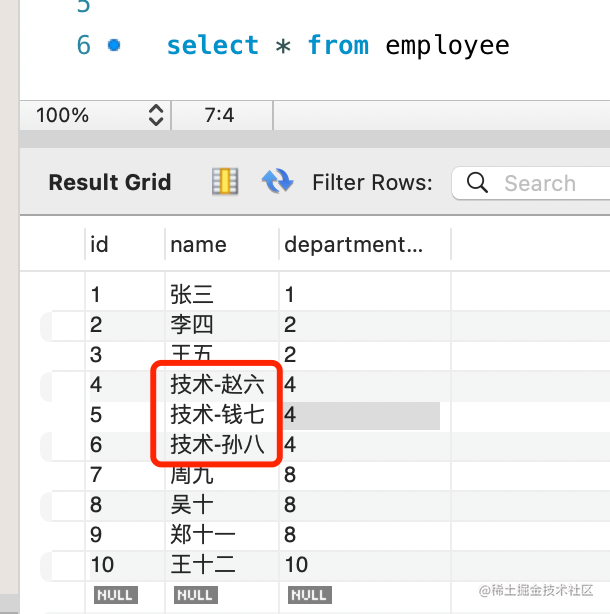 5
6 select * from employee
100% 7:4
Result Grid Filter Rows: Search
id name department...
1 张三 1
2 李四 2
3 王五 2
4 技术-赵六 4
5 技术-钱七 4
6 技术-孙八 4
7 周九 8
8 吴十 8
9 郑十一 8
10 王十二 10
NULL NULL NULL
@稀土掘金技术社区